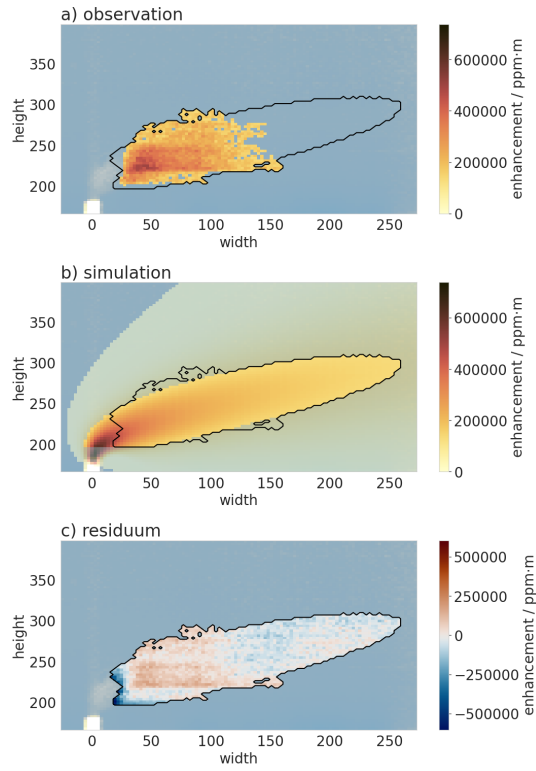 a) observation
350
300
250
200
height
0 50 100 150 200 250
width
600000
400000
200000
0
enhancement / ppm·m
b) simulation
350
300
250
200
height
0 50 100 150 200 250
width
600000
400000
200000
0
enhancement / ppm·m
c) residuum
350
300
250
200
height
0 50 100 150 200 250
width
500000
250000
0
−250000
−500000
enhancement / ppm·m